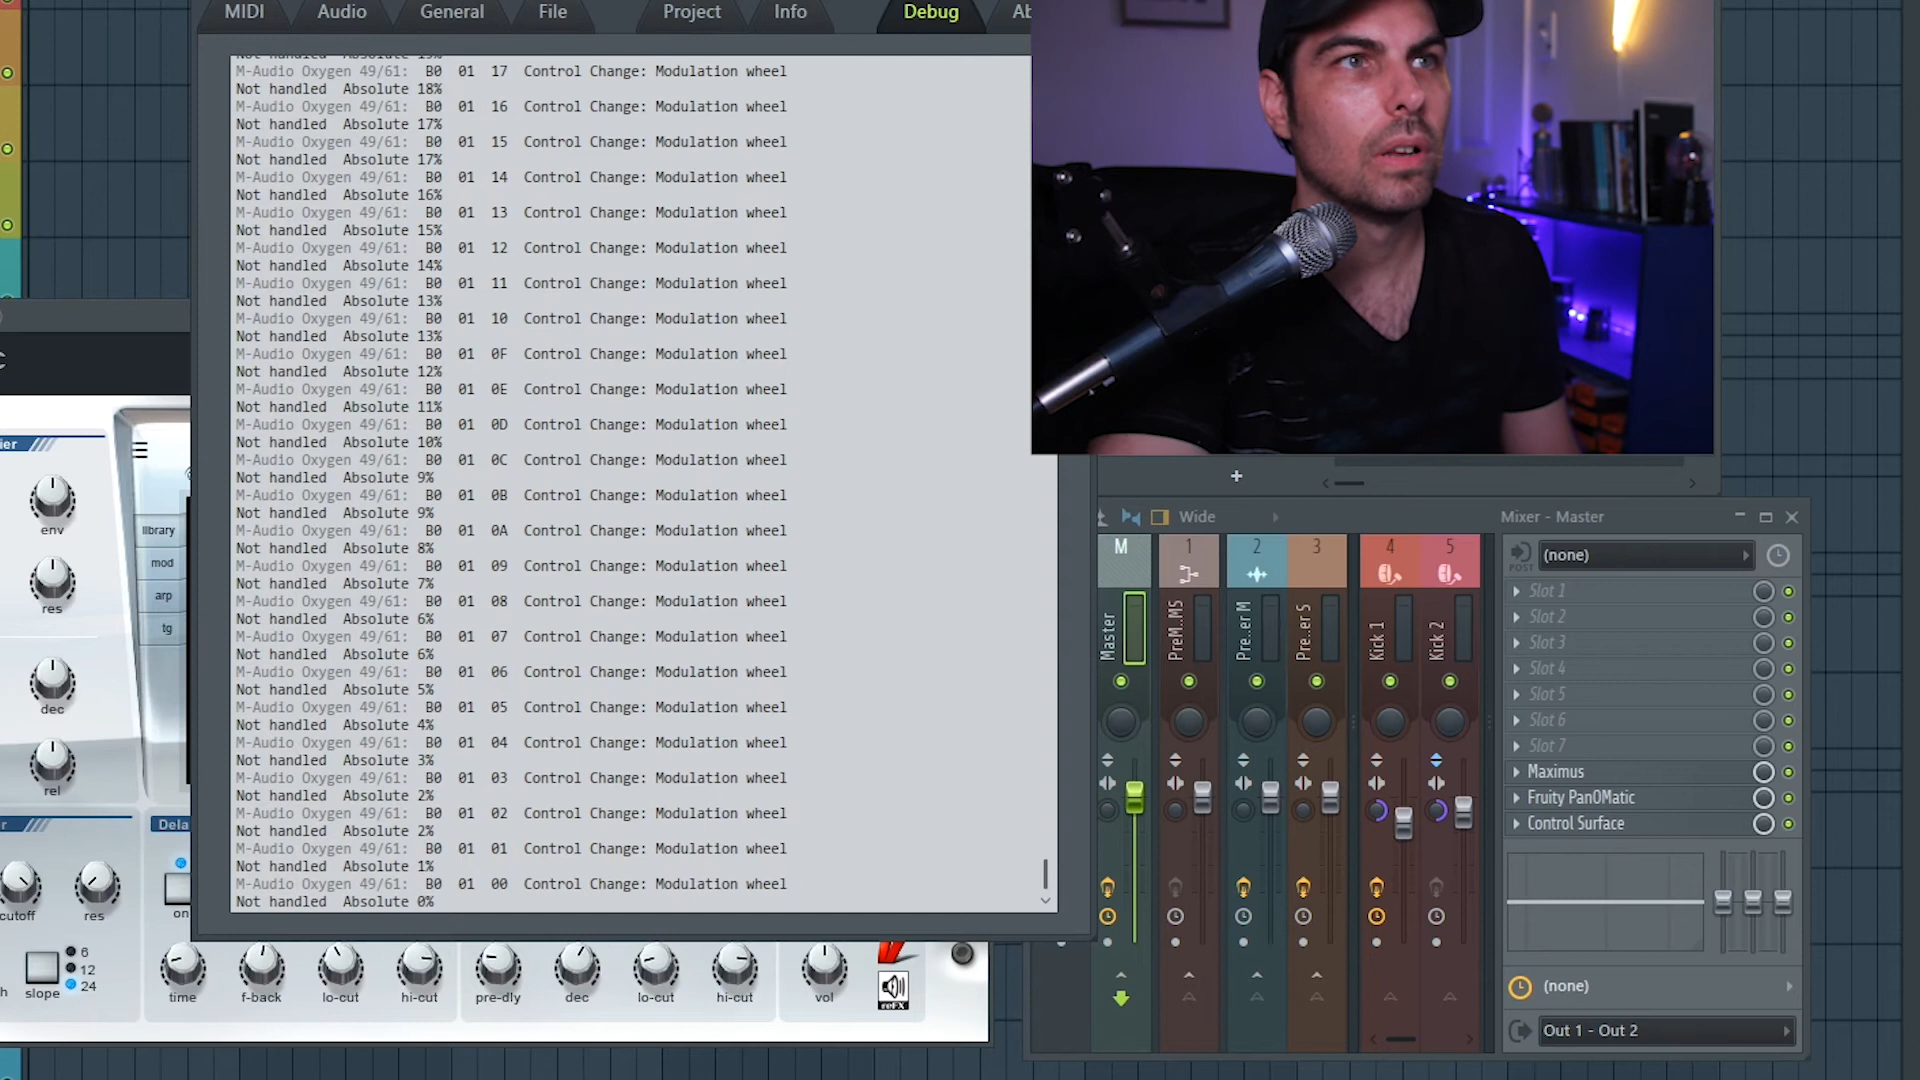 MIDI Audio General File Project Info Debug Ab
M-Audio Oxygen 49/61: B0 01 17 Control Change: Modulation wheel
Not handled Absolute 18%
M-Audio Oxygen 49/61: B0 01 16 Control Change: Modulation wheel
Not handled Absolute 17%
M-Audio Oxygen 49/61: B0 01 15 Control Change: Modulation wheel
Not handled Absolute 17%
M-Audio Oxygen 49/61: B0 01 14 Control Change: Modulation wheel
Not handled Absolute 16%
M-Audio Oxygen 49/61: B0 01 13 Control Change: Modulation wheel
Not handled Absolute 15%
M-Audio Oxygen 49/61: B0 01 12 Control Change: Modulation wheel
Not handled Absolute 14%
M-Audio Oxygen 49/61: B0 01 11 Control Change: Modulation wheel
Not handled Absolute 13%
M-Audio Oxygen 49/61: B0 01 10 Control Change: Modulation wheel
Not handled Absolute 13%
M-Audio Oxygen 49/61: B0 01 0F Control Change: Modulation wheel
Not handled Absolute 12%
M-Audio Oxygen 49/61: B0 01 0E Control Change: Modulation wheel
Not handled Absolute 11%
M-Audio Oxygen 49/61: B0 01 0D Control Change: Modulation wheel
Not handled Absolute 10%
M-Audio Oxygen 49/61: B0 01 0C Control Change: Modulation wheel
Not handled Absolute 9%
M-Audio Oxygen 49/61: B0 01 0B Control Change: Modulation wheel
Not handled Absolute 9%
M-Audio Oxygen 49/61: B0 01 0A Control Change: Modulation wheel
Not handled Absolute 8%
M-Audio Oxygen 49/61: B0 01 09 Control Change: Modulation wheel
Not handled Absolute 7%
M-Audio Oxygen 49/61: B0 01 08 Control Change: Modulation wheel
Not handled Absolute 6%
M-Audio Oxygen 49/61: B0 01 07 Control Change: Modulation wheel
Not handled Absolute 6%
M-Audio Oxygen 49/61: B0 01 06 Control Change: Modulation wheel
Not handled Absolute 5%
M-Audio Oxygen 49/61: B0 01 05 Control Change: Modulation wheel
Not handled Absolute 4%
M-Audio Oxygen 49/61: B0 01 04 Control Change: Modulation wheel
Not handled Absolute 3%
M-Audio Oxygen 49/61: B0 01 03 Control Change: Modulation wheel
Not handled Absolute 2%
M-Audio Oxygen 49/61: B0 01 02 Control Change: Modulation wheel
Not handled Absolute 2%
M-Audio Oxygen 49/61: B0 01 01 Control Change: Modulation wheel
Not handled Absolute 1%
M-Audio Oxygen 49/61: B0 01 00 Control Change: Modulation wheel
Not handled Absolute 0%
ier
env
res
dec
rel
library
mod
arp
tg
r
Dela
cutoff
res
on
slope
6
12
24
time f-back lo-cut hi-cut pre-dly dec lo-cut hi-cut vol
reFX
Wide
Mixer - Master
M 1 2 3 4 5
Master
PreM..MS
Pre..er M
Pre..er S
Kick 1
Kick 2
POST
(none)
Slot 1
Slot 2
Slot 3
Slot 4
Slot 5
Slot 6
Slot 7
Maximus
Fruity PanOMatic
Control Surface
(none)
Out 1 - Out 2